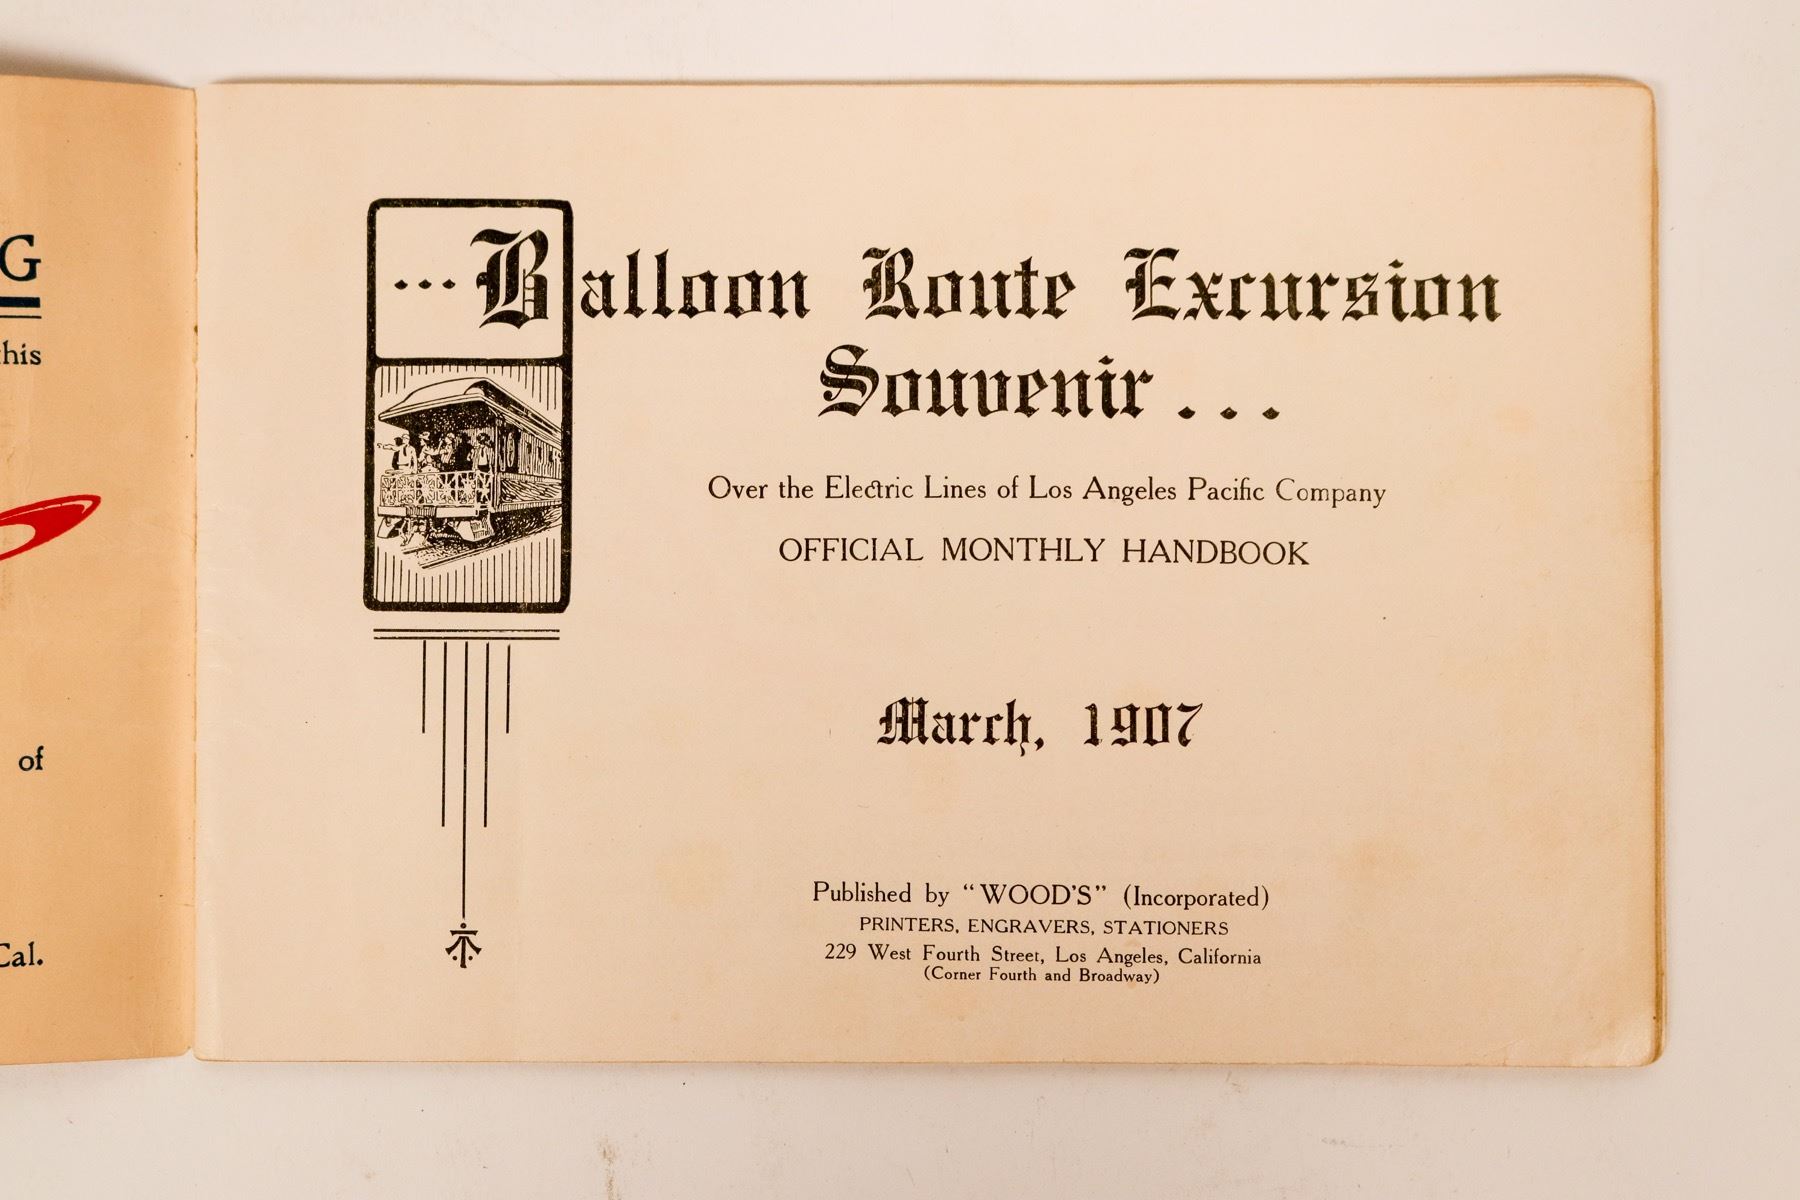 G
this
of
Cal.
...Balloon Route Excursion
Souvenir...
Over the Electric Lines of Los Angeles Pacific Company
OFFICIAL MONTHLY HANDBOOK
March, 1907
Published by "WOOD'S" (Incorporated)
PRINTERS, ENGRAVERS, STATIONERS
229 West Fourth Street, Los Angeles, California
(Corner Fourth and Broadway)